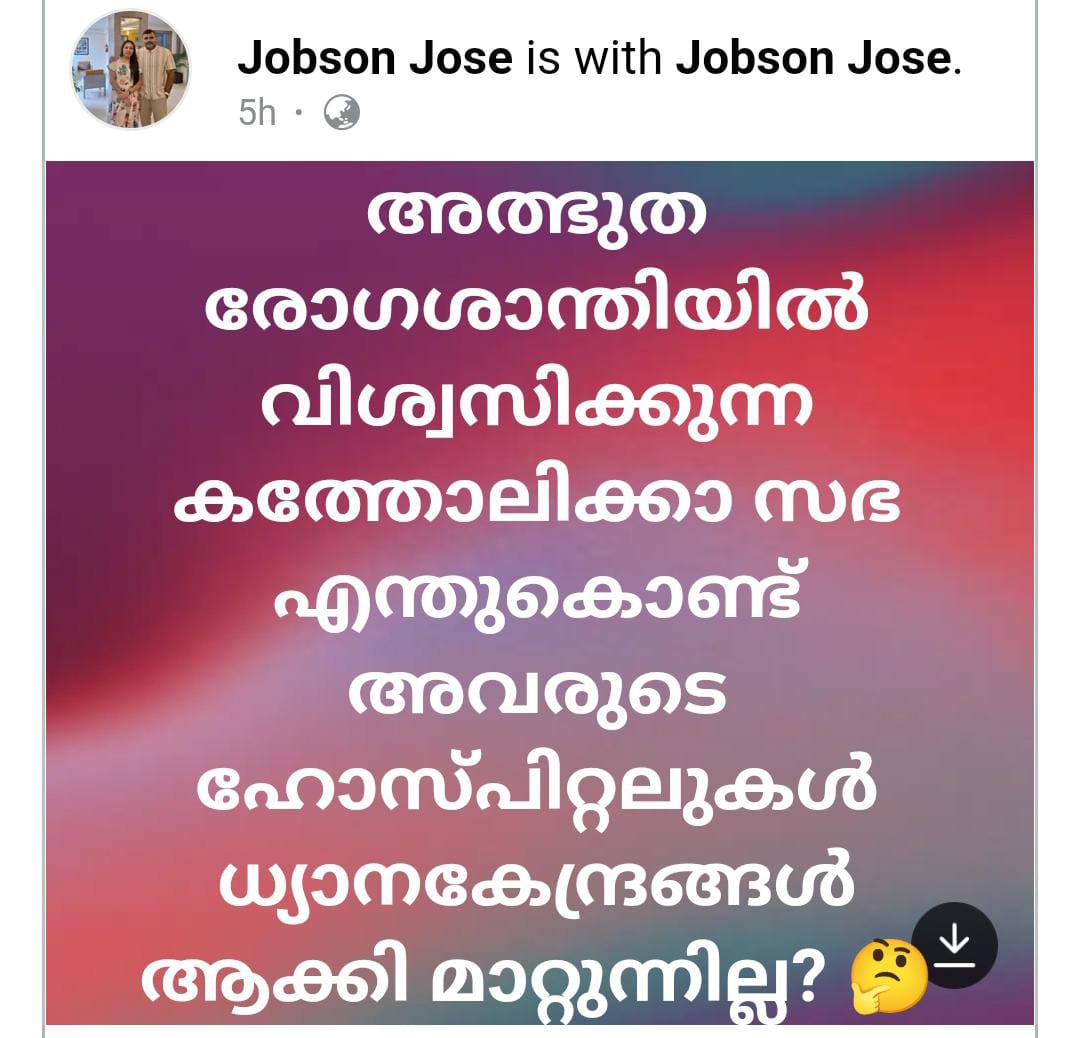 Jobson Jose is with Jobson Jose.
5h ·
അത്ഭുത
രോഗശാന്തിയിൽ
വിശ്വസിക്കുന്ന
കത്തോലിക്കാ സഭ
എന്തുകൊണ്ട്
അവരുടെ
ഹോസ്പിറ്റലുകൾ
ധ്യാനകേന്ദ്രങ്ങൾ
ആക്കി മാറ്റുന്നില്ല? 🤔